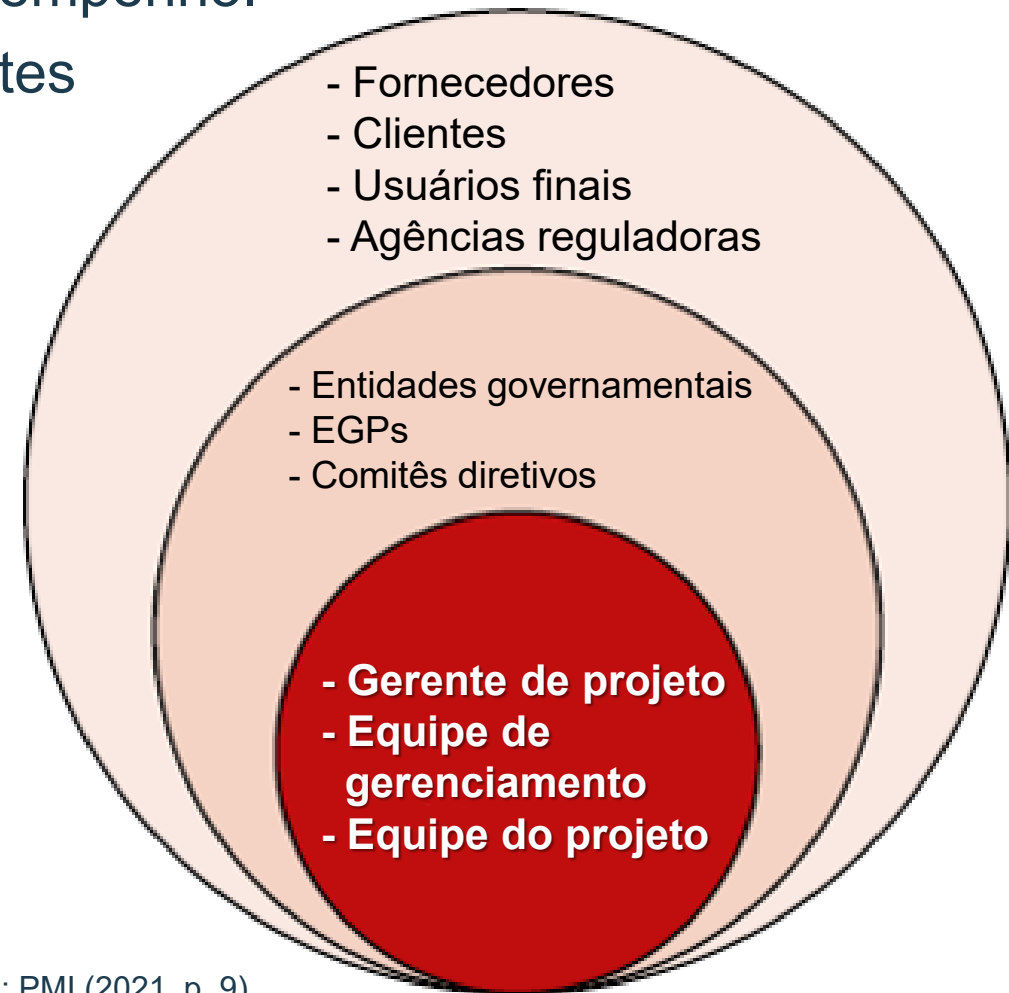 tes
- Fornecedores
- Clientes
- Usuários finais
- Agências reguladoras
- Entidades governamentais
- EGPs
- Comitês diretivos
- Gerente de projeto
- Equipe de
gerenciamento
- Equipe do projeto
: PMI (2021, p. 9)